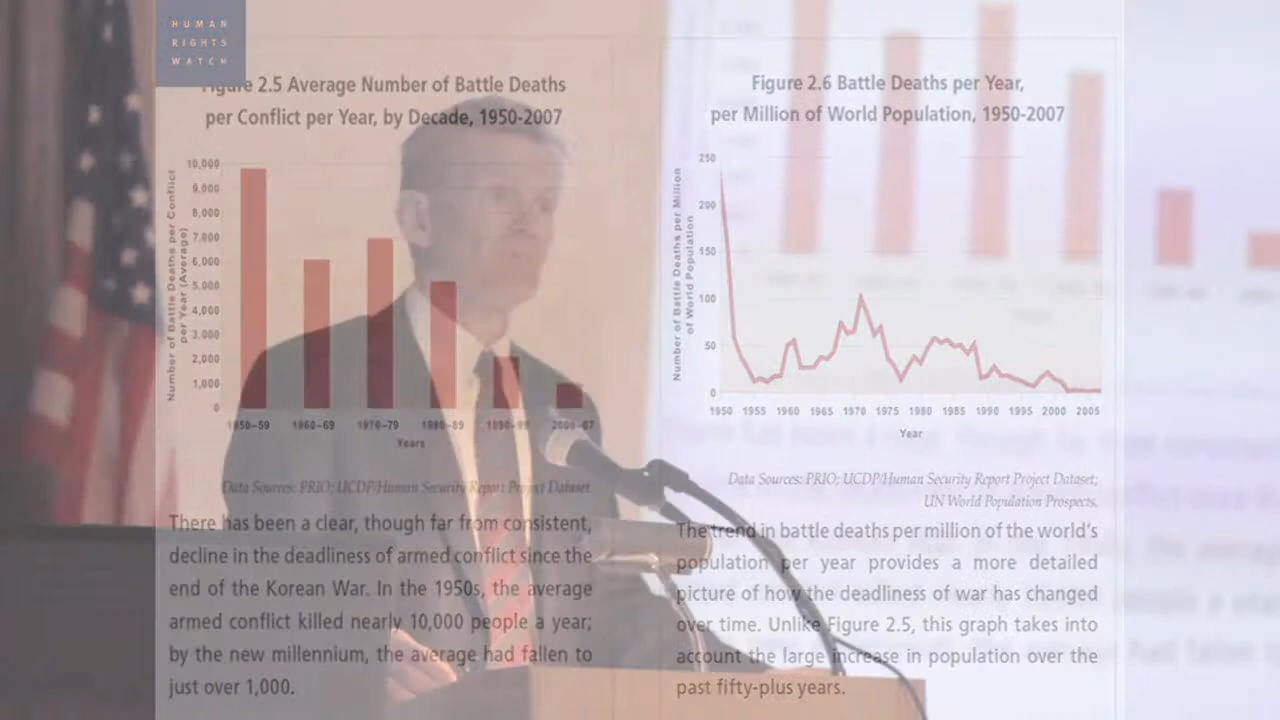 HUMAN
RIGHTS
WATCH
Figure 2.5 Average Number of Battle Deaths
per Conflict per Year, by Decade, 1950-2007
Number of Battle Deaths per Conflict
per Year (Average)
10,000
9,000
8,000
7,000
6,000
5,000
4,000
3,000
2,000
1,000
0
1950–59 1960–69 1970–79 1980–89 1990–99 2000–07
Years
Data Sources: PRIO; UCDP/Human Security Report Project Dataset.
There has been a clear, though far from consistent,
decline in the deadliness of armed conflict since the
end of the Korean War. In the 1950s, the average
armed conflict killed nearly 10,000 people a year;
by the new millennium, the average had fallen to
just over 1,000.
Figure 2.6 Battle Deaths per Year,
per Million of World Population, 1950-2007
Number of Battle Deaths per Million
of World Population
250
200
150
100
50
0
1950 1955 1960 1965 1970 1975 1980 1985 1990 1995 2000 2005
Year
Data Sources: PRIO; UCDP/Human Security Report Project Dataset;
UN World Population Prospects.
The trend in battle deaths per million of the world's
population per year provides a more detailed
picture of how the deadliness of war has changed
over time. Unlike Figure 2.5, this graph takes into
account the large increase in population over the
past fifty-plus years.